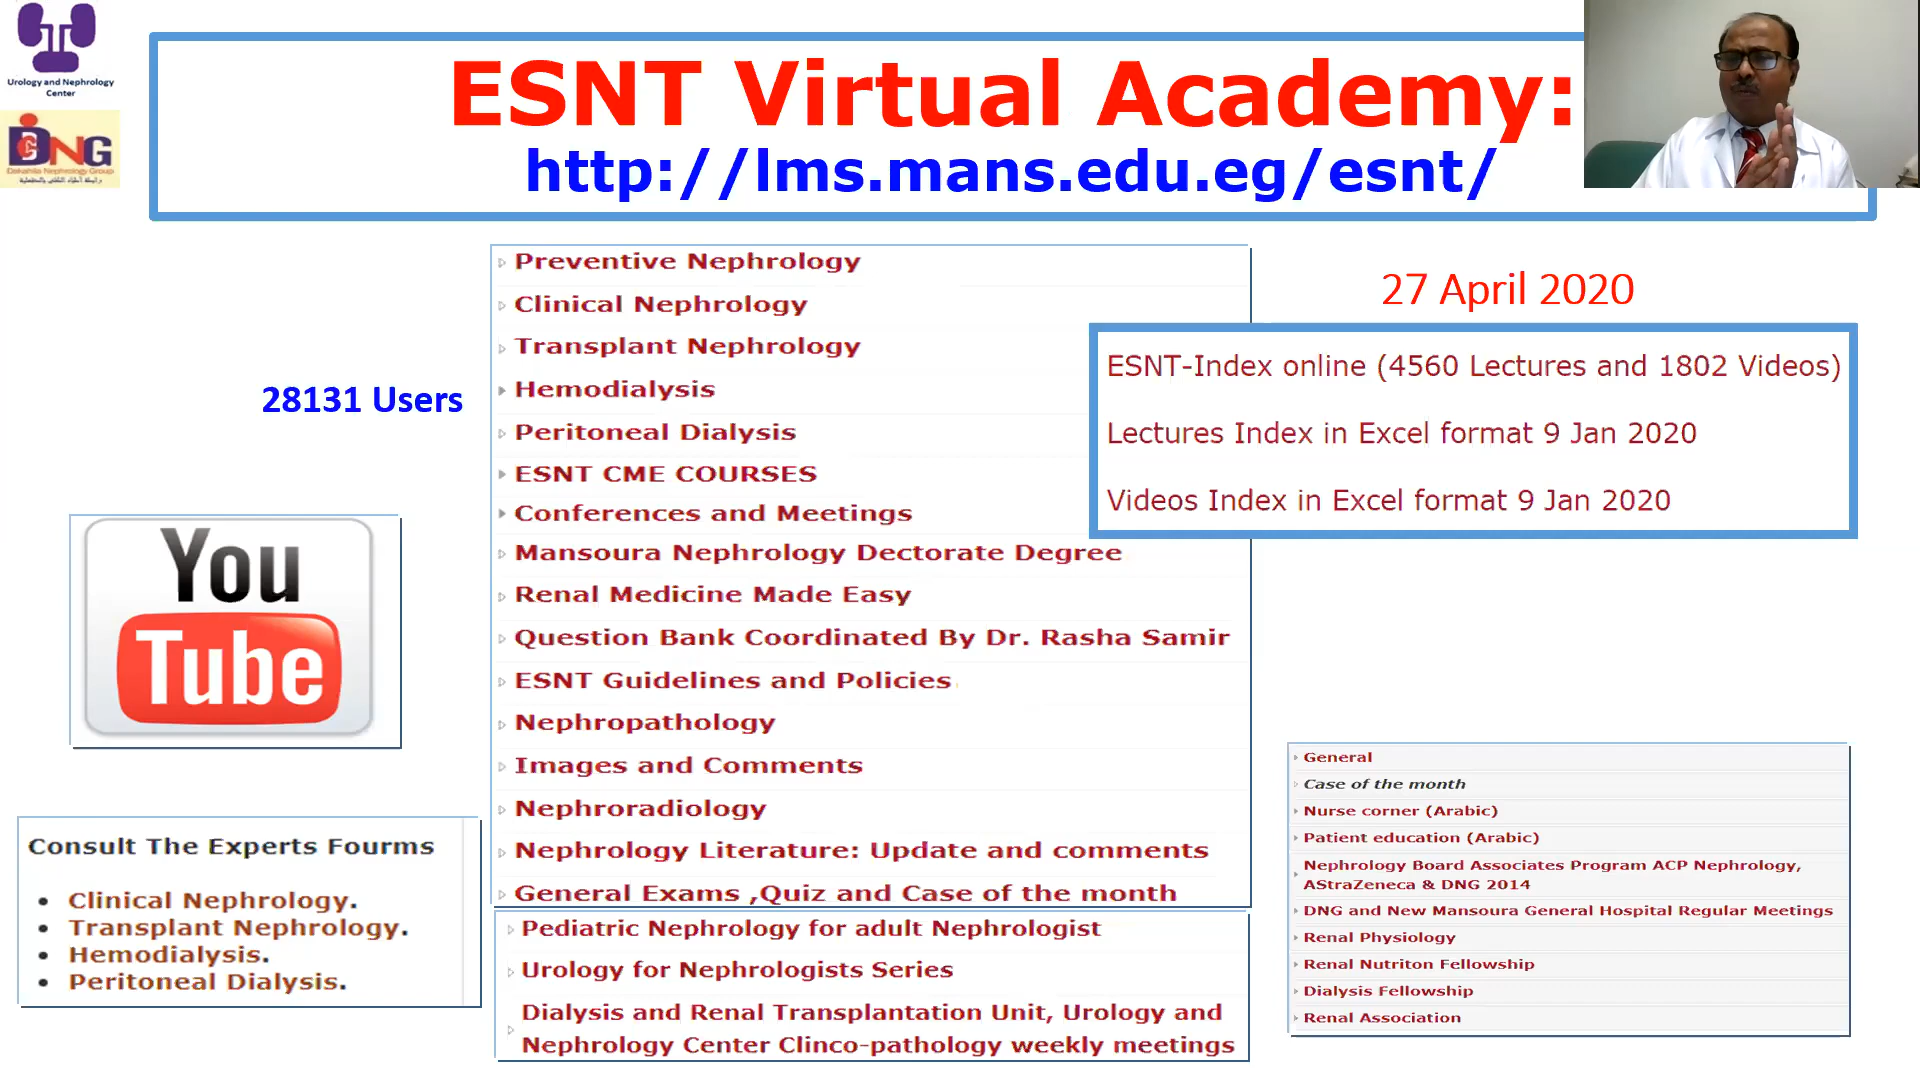 Urology and Nephrology
Center
DNG
Dakahlia Nephrology Group
ESNT Virtual Academy:
http://lms.mans.edu.eg/esnt/
27 April 2020
28131 Users
Preventive Nephrology
Clinical Nephrology
Transplant Nephrology
Hemodialysis
Peritoneal Dialysis
ESNT CME COURSES
Conferences and Meetings
Mansoura Nephrology Dectorate Degree
Renal Medicine Made Easy
Question Bank Coordinated By Dr. Rasha Samir
ESNT Guidelines and Policies
Nephropathology
Images and Comments
Nephroradiology
Nephrology Literature: Update and comments
General Exams ,Quiz and Case of the month
Pediatric Nephrology for adult Nephrologist
Urology for Nephrologists Series
Dialysis and Renal Transplantation Unit, Urology and
Nephrology Center Clinco-pathology weekly meetings
ESNT-Index online (4560 Lectures and 1802 Videos)
Lectures Index in Excel format 9 Jan 2020
Videos Index in Excel format 9 Jan 2020
You
Tube
Consult The Experts Fourms
• Clinical Nephrology.
• Transplant Nephrology.
• Hemodialysis.
• Peritoneal Dialysis.
General
Case of the month
Nurse corner (Arabic)
Patient education (Arabic)
Nephrology Board Associates Program ACP Nephrology,
AStraZeneca & DNG 2014
DNG and New Mansoura General Hospital Regular Meetings
Renal Physiology
Renal Nutriton Fellowship
Dialysis Fellowship
Renal Association